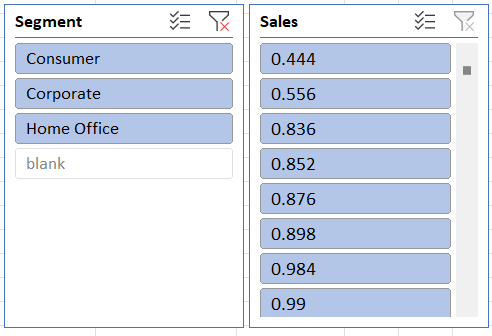 Segment
Consumer
Corporate
Home Office
blank
Sales
0.444
0.556
0.836
0.852
0.876
0.898
0.984
0.99